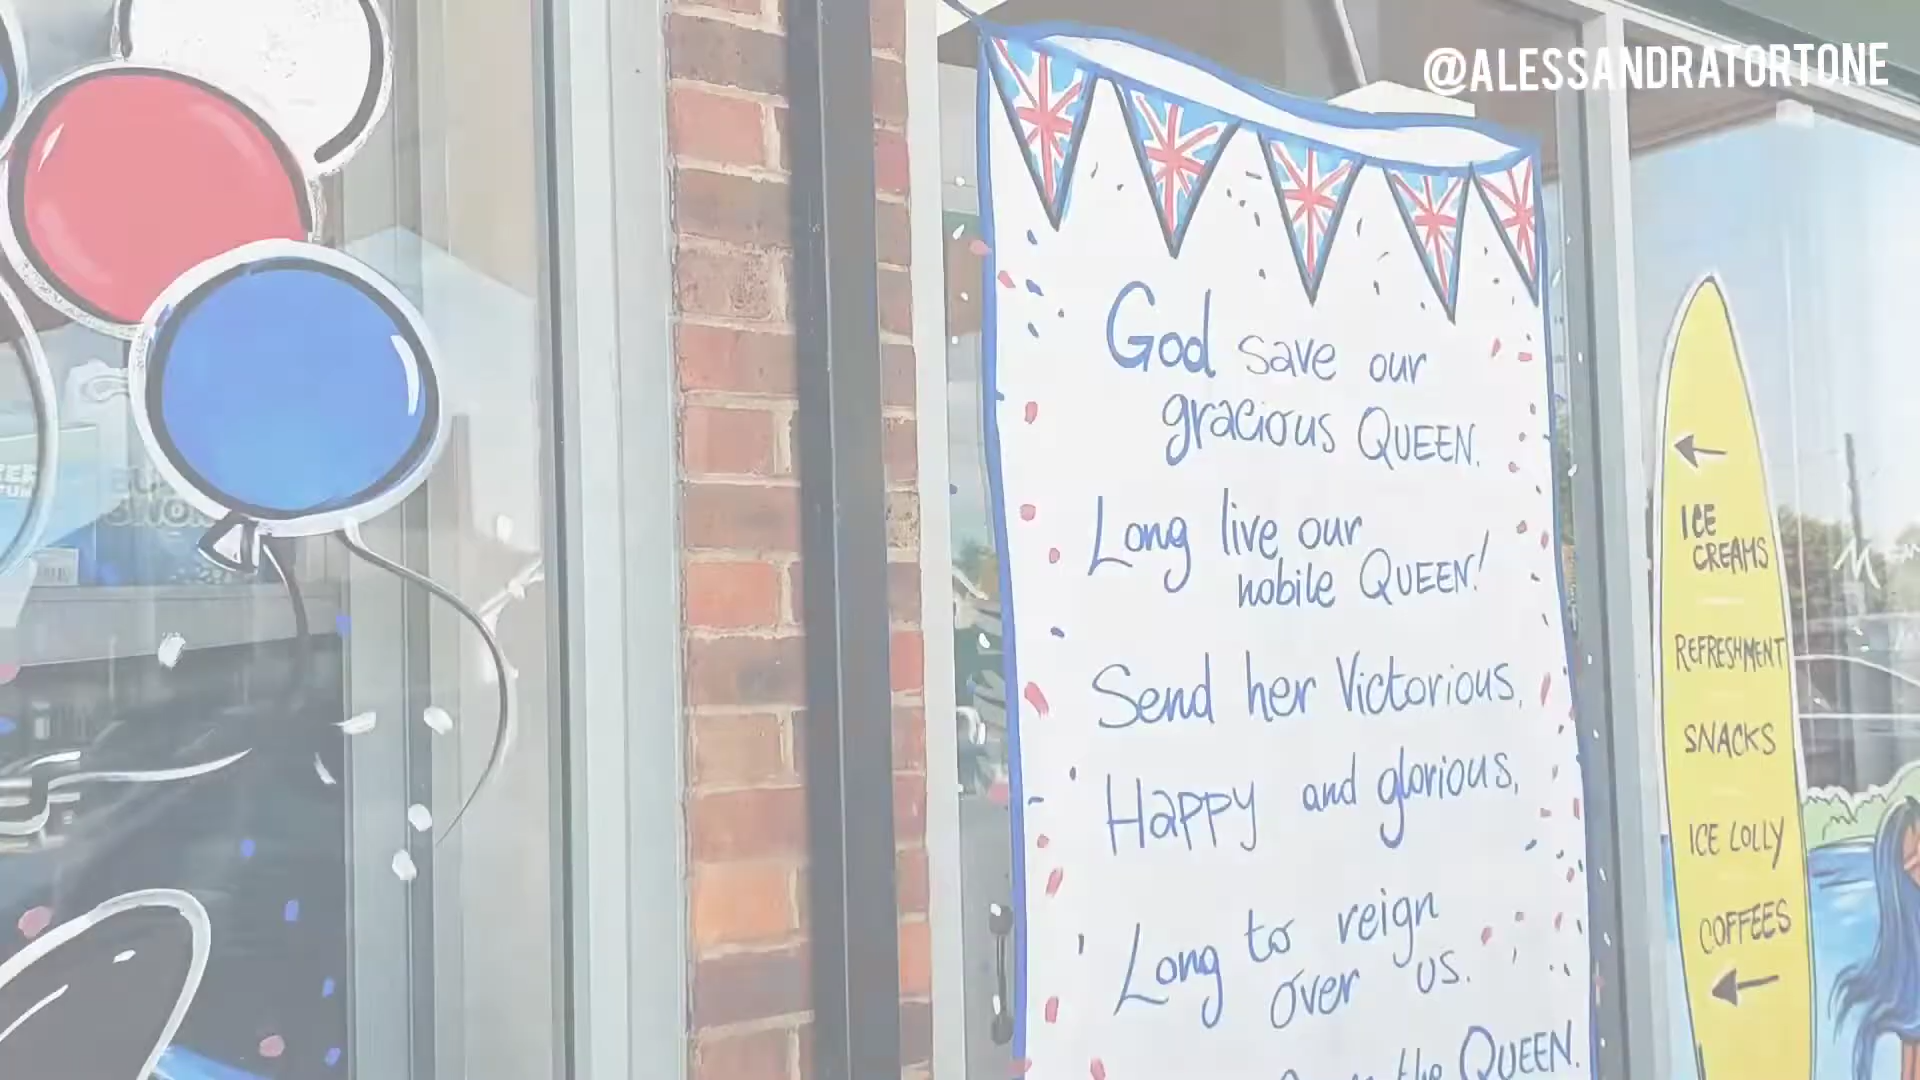 @ALESSANDRATORTONE
God save our
gracious QUEEN.
Long live our
nobile QUEEN!
Send her Victorious,
Happy and glorious,
Long to reign
over us.
the QUEEN.
ICE
CREAMS
REFRESHMENT
SNACKS
ICE LOLLY
COFFEES